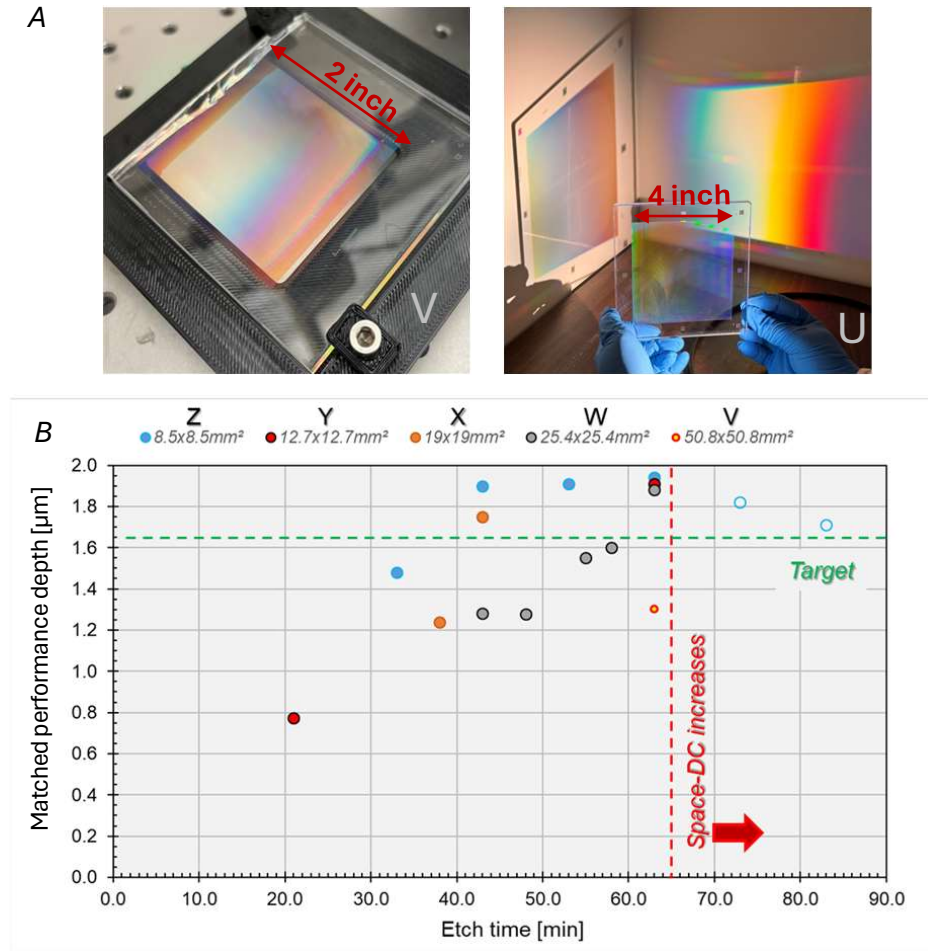 A
2 inch
V
4 inch
U
B
Z Y X W V
8.5x8.5mm² 12.7x12.7mm² 19x19mm² 25.4x25.4mm² 50.8x50.8mm²
Matched performance depth [µm]
2.0
1.8
1.6
1.4
1.2
1.0
0.8
0.6
0.4
0.2
0.0
Target
Space-DC increases
0.0 10.0 20.0 30.0 40.0 50.0 60.0 70.0 80.0 90.0
Etch time [min]